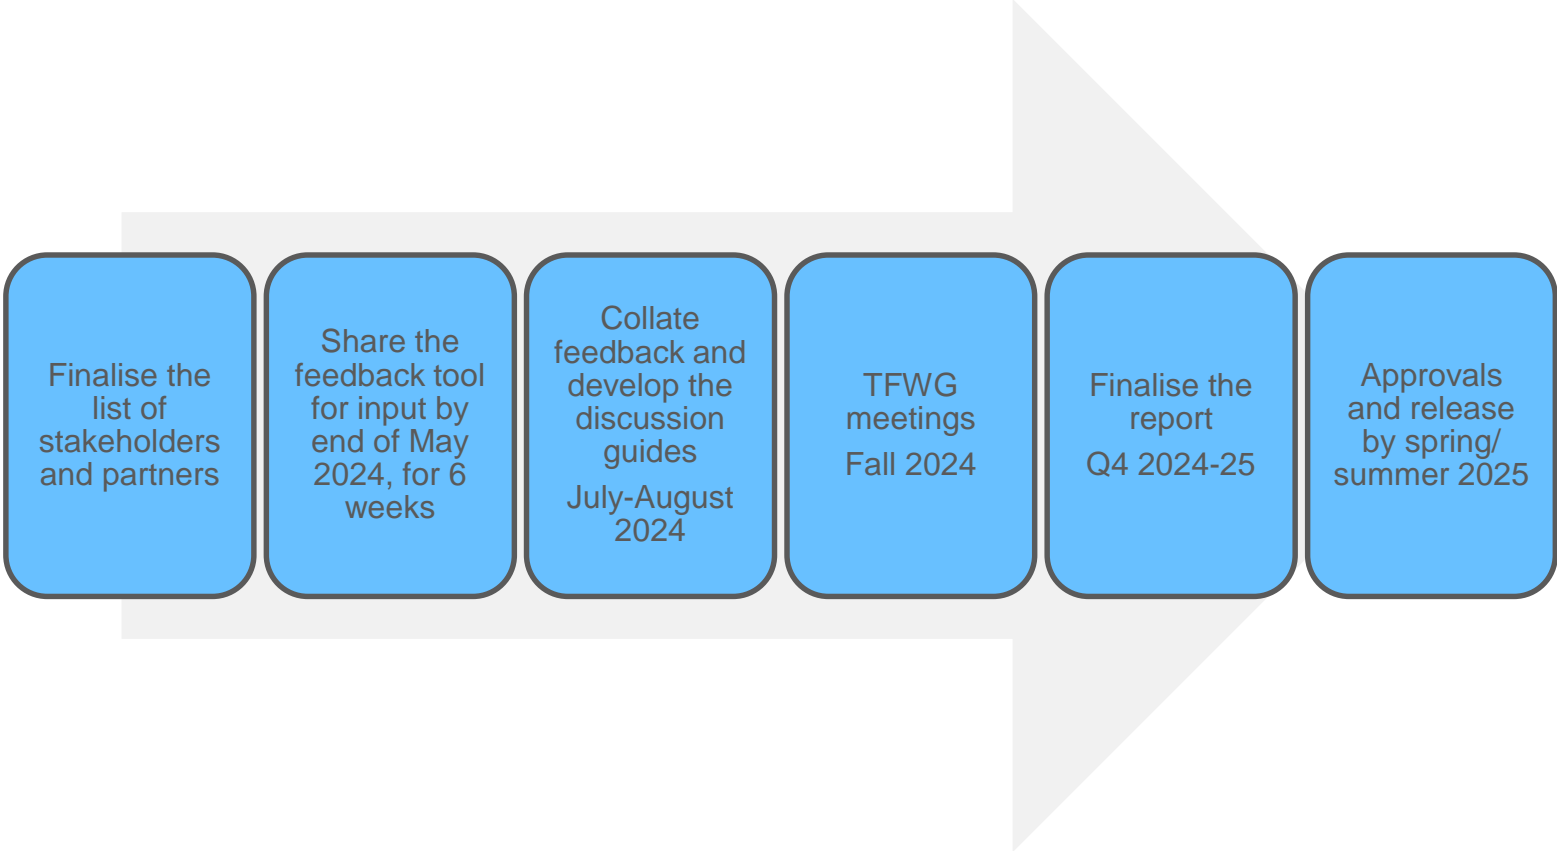 Finalise the
list of
stakeholders
and partners
Share the
feedback tool
for input by
end of May
2024, for 6
weeks
Collate
feedback and
develop the
discussion
guides
July-August
2024
TFWG
meetings
Fall 2024
Finalise the
report
Q4 2024-25
Approvals
and release
by spring/
summer 2025